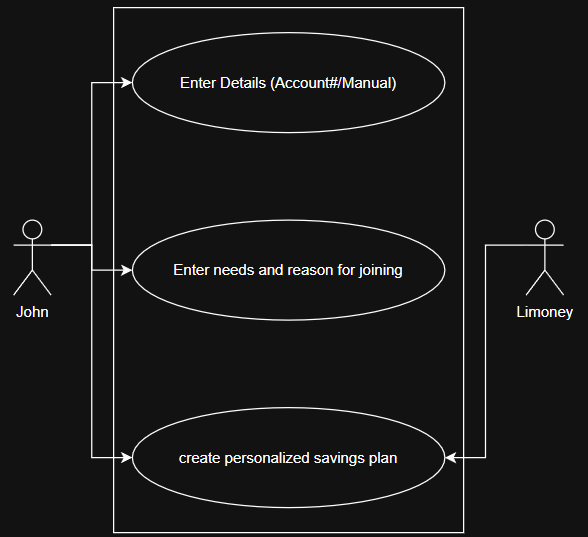 Enter Details (Account#/Manual)
Enter needs and reason for joining
John
Limoney
create personalized savings plan